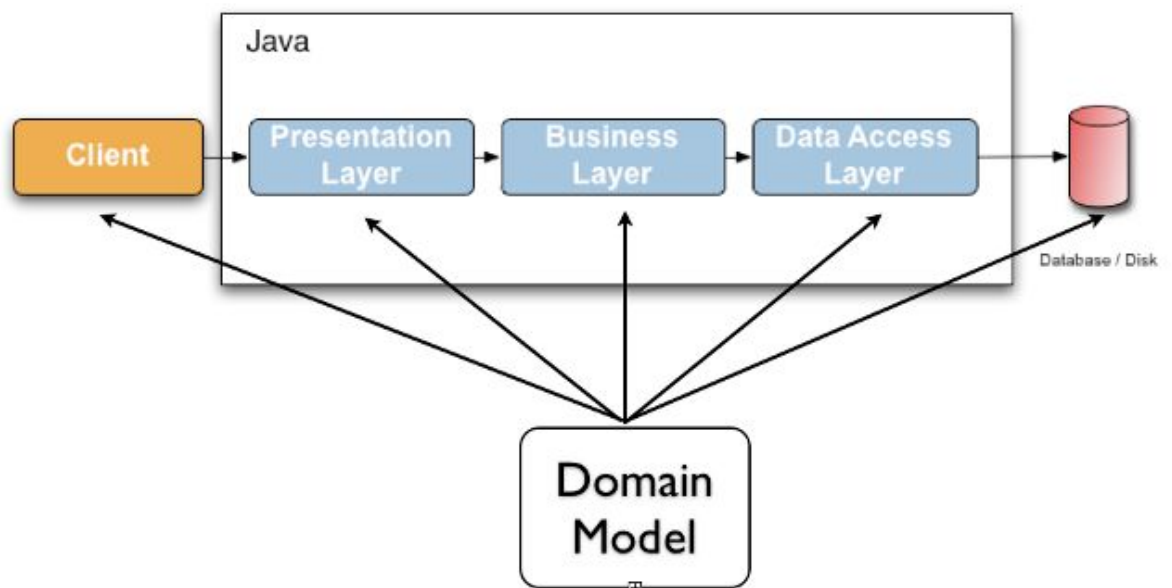 Java
Client
Presentation
Layer
Business
Layer
Data Access
Layer
Database / Disk
Domain
Model